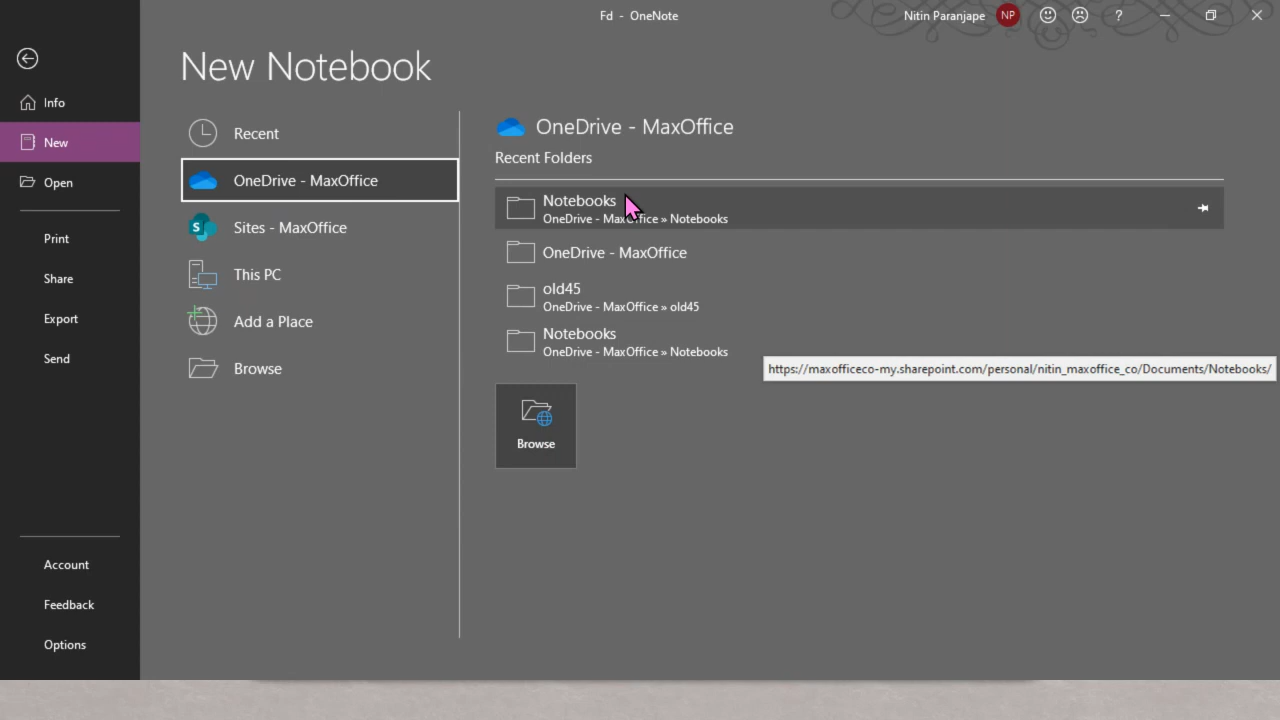 Fd - OneNote
Nitin Paranjape NP ?
New Notebook
Info
New
Open
Print
Share
Export
Send
Account
Feedback
Options
Recent
OneDrive - MaxOffice
S Sites - MaxOffice
This PC
Add a Place
Browse
OneDrive - MaxOffice
Recent Folders
Notebooks
OneDrive - MaxOffice » Notebooks
OneDrive - MaxOffice
old45
OneDrive - MaxOffice » old45
Notebooks
OneDrive - MaxOffice » Notebooks
https://maxofficeco-my.sharepoint.com/personal/nitin_maxoffice_co/Documents/Notebooks/
Browse